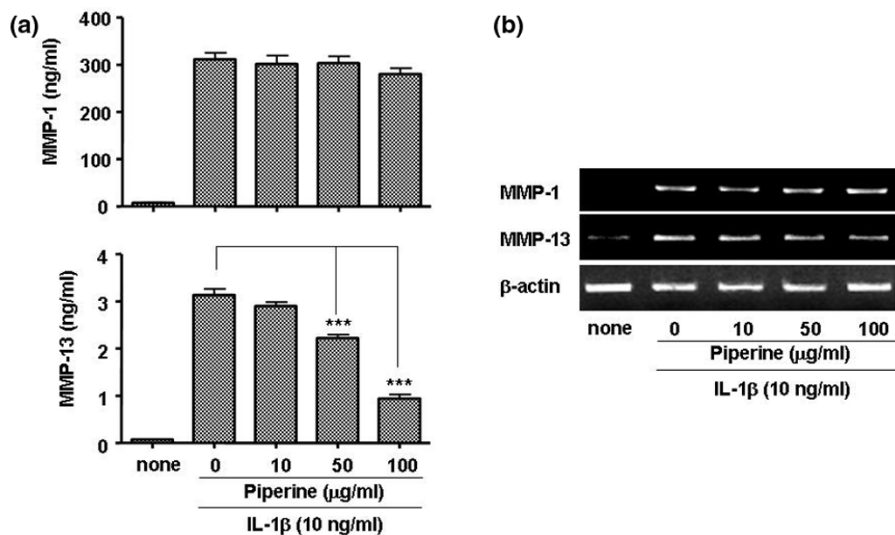 (a)
400
300
200
100
0
MMP-1 (ng/ml)
4
3
2
1
0
MMP-13 (ng/ml)
***
***
none 0 10 50 100
Piperine (μg/ml)
IL-1β (10 ng/ml)
(b)
MMP-1
MMP-13
β-actin
none 0 10 50 100
Piperine (μg/ml)
IL-1β (10 ng/ml)